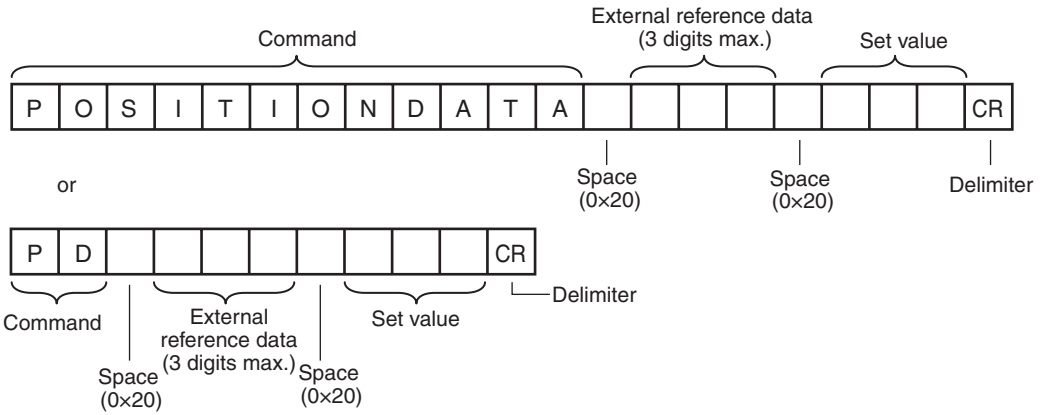 External reference data
(3 digits max.)
Command
Set value
P O S I T I O N D A T A CR
Space
(0×20)
Space
(0×20)
Delimiter
or
P D CR
Delimiter
Command
External
reference data
(3 digits max.)
Set value
Space
(0×20)
Space
(0×20)